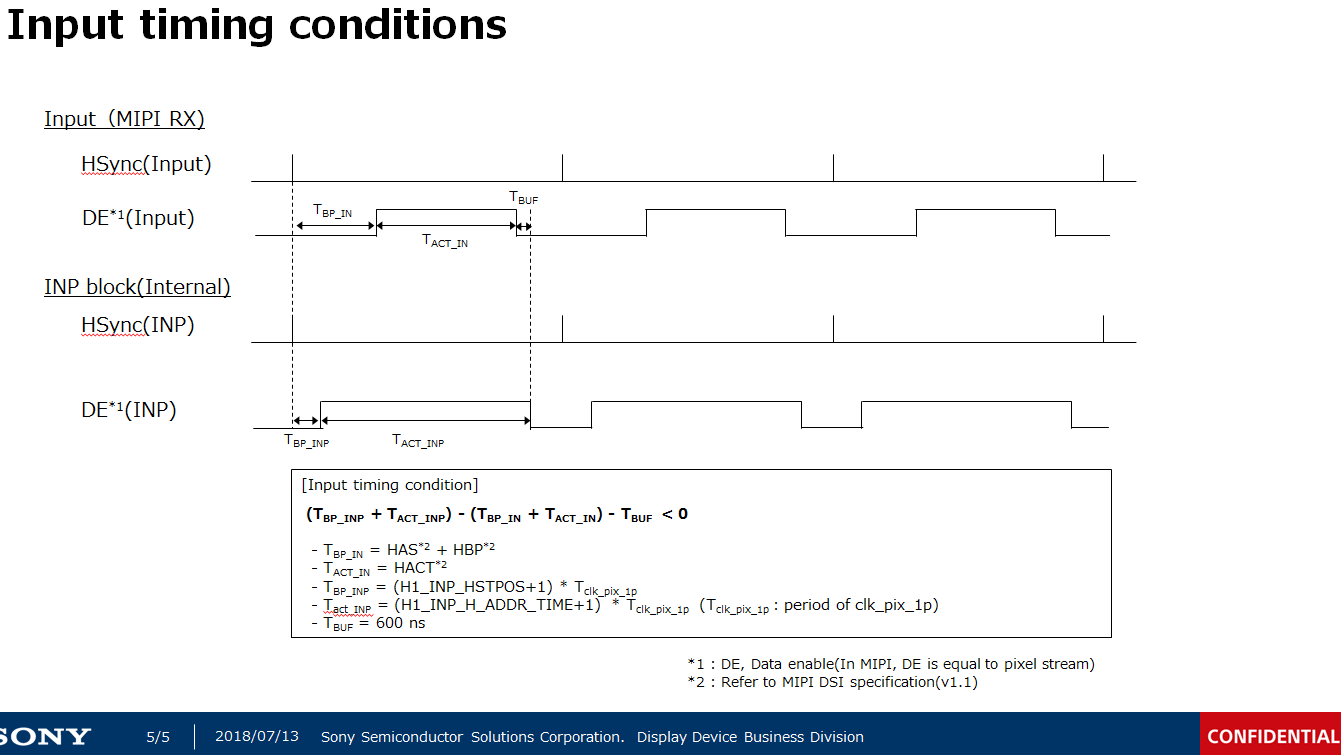 Input timing conditions
Input（MIPI RX)
HSync(Input)
TBUF
TBP_IN
DE*1(Input)
TACT_IN
INP block(Internal)
HSync(INP)
DE*1(INP)
TBP_INP TACT_INP
[Input timing condition]
(TBP_INP + TACT_INP) - (TBP_IN + TACT_IN) - TBUF < 0
- TBP_IN = HAS*2 + HBP*2
- TACT_IN = HACT*2
- TBP_INP = (H1_INP_HSTPOS+1) * Tclk_pix_1p
- Tact_INP = (H1_INP_H_ADDR_TIME+1) * Tclk_pix_1p (Tclk_pix_1p : period of clk_pix_1p)
- TBUF = 600 ns
*1 : DE, Data enable(In MIPI, DE is equal to pixel stream)
*2 : Refer to MIPI DSI specification(v1.1)
SONY 5/5 2018/07/13 Sony Semiconductor Solutions Corporation. Display Device Business Division CONFIDENTIAL